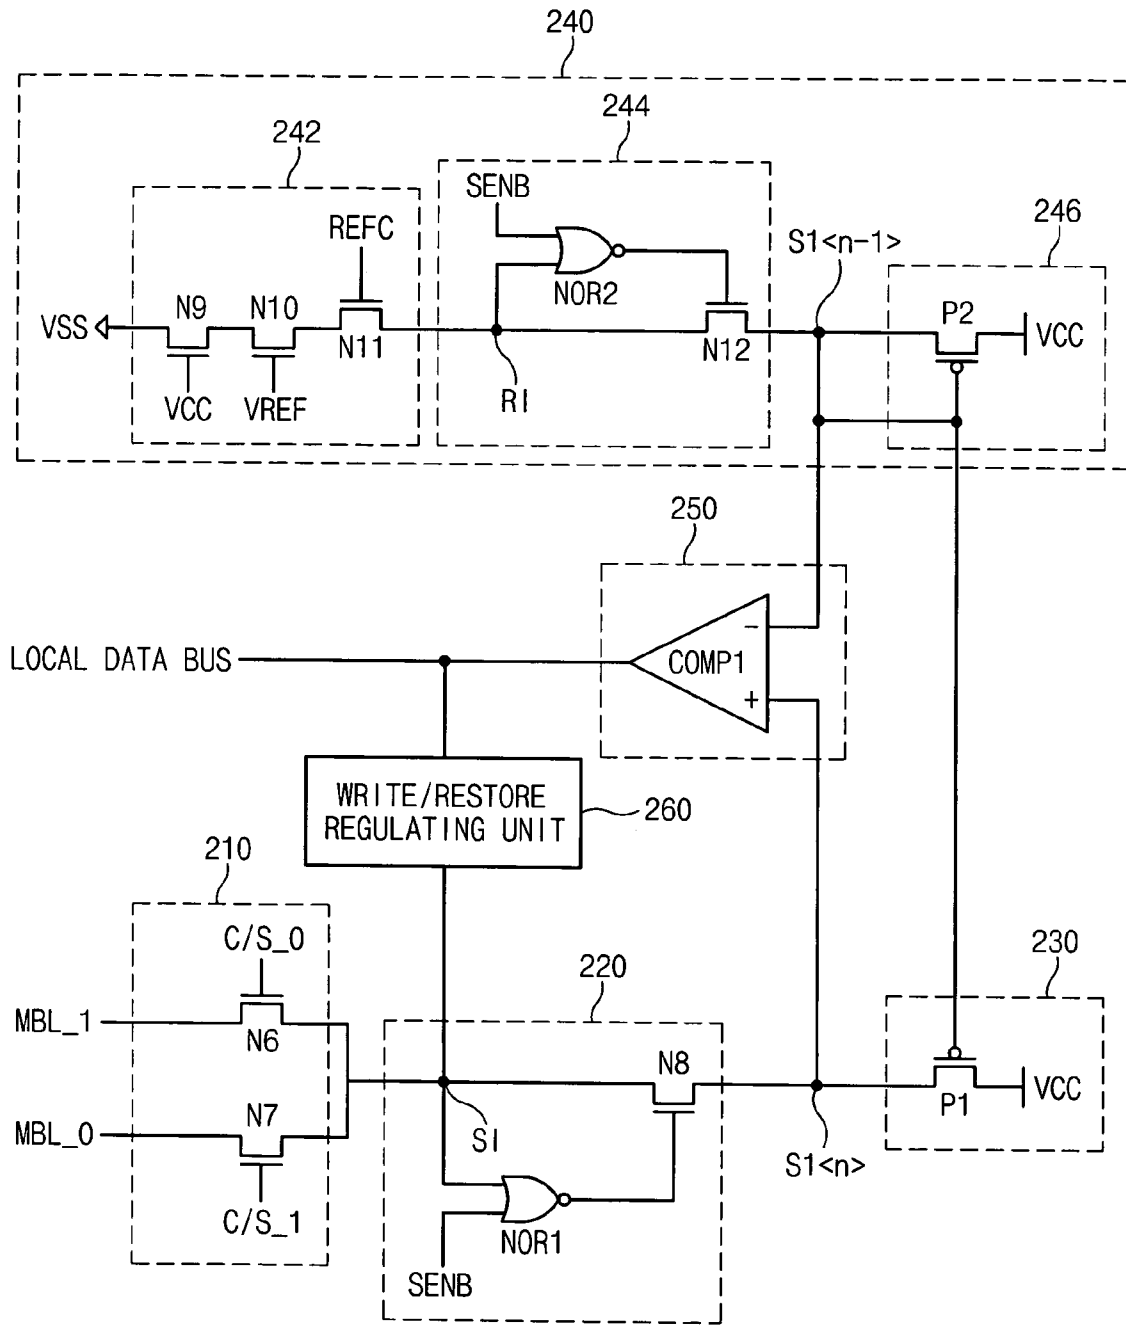 240
244
242
SENB
246
REFC
S1<n-1>
NOR2
N9
N10
P2
VSS
VCC
N11
N12
RI
VCC
VREF
250
-
LOCAL DATA BUS
COMP1
+
WRITE/RESTORE
REGULATING UNIT
260
210
C/S_0
220
230
MBL_1
N6
N8
N7
P1
VCC
MBL_0
SI
S1<n>
C/S_1
NOR1
SENB